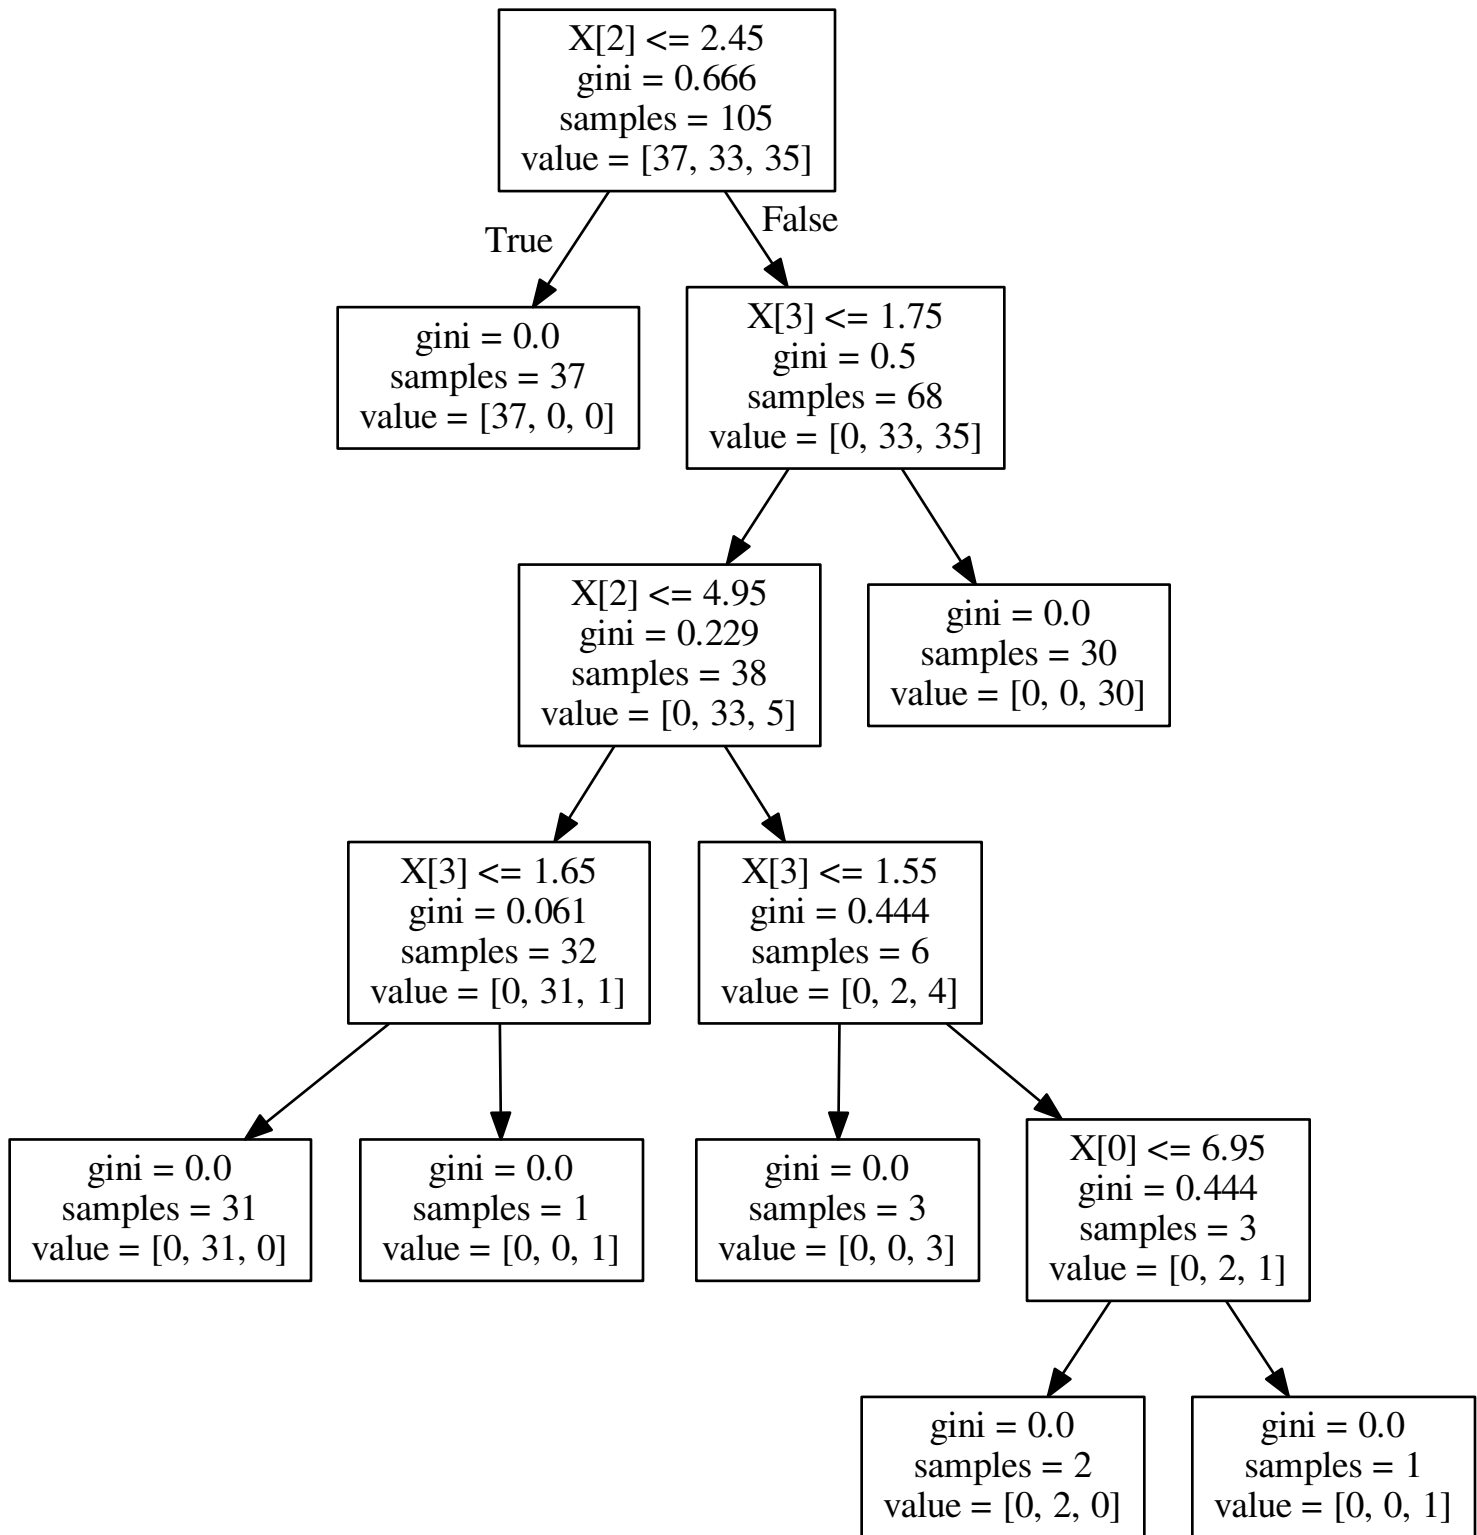 X[2] <= 2.45
gini = 0.666
samples = 105
value = [37, 33, 35]
True
False
gini = 0.0
samples = 37
value = [37, 0, 0]
X[3] <= 1.75
gini = 0.5
samples = 68
value = [0, 33, 35]
X[2] <= 4.95
gini = 0.229
samples = 38
value = [0, 33, 5]
gini = 0.0
samples = 30
value = [0, 0, 30]
X[3] <= 1.65
gini = 0.061
samples = 32
value = [0, 31, 1]
X[3] <= 1.55
gini = 0.444
samples = 6
value = [0, 2, 4]
gini = 0.0
samples = 31
value = [0, 31, 0]
gini = 0.0
samples = 1
value = [0, 0, 1]
gini = 0.0
samples = 3
value = [0, 0, 3]
X[0] <= 6.95
gini = 0.444
samples = 3
value = [0, 2, 1]
gini = 0.0
samples = 2
value = [0, 2, 0]
gini = 0.0
samples = 1
value = [0, 0, 1]